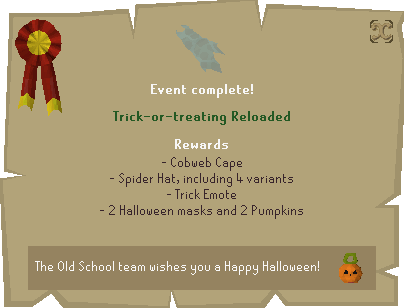 Event complete!
Trick-or-treating Reloaded
Rewards
- Cobweb Cape
- Spider Hat, including 4 variants
- Trick Emote
- 2 Halloween masks and 2 Pumpkins
The Old School team wishes you a Happy Halloween!